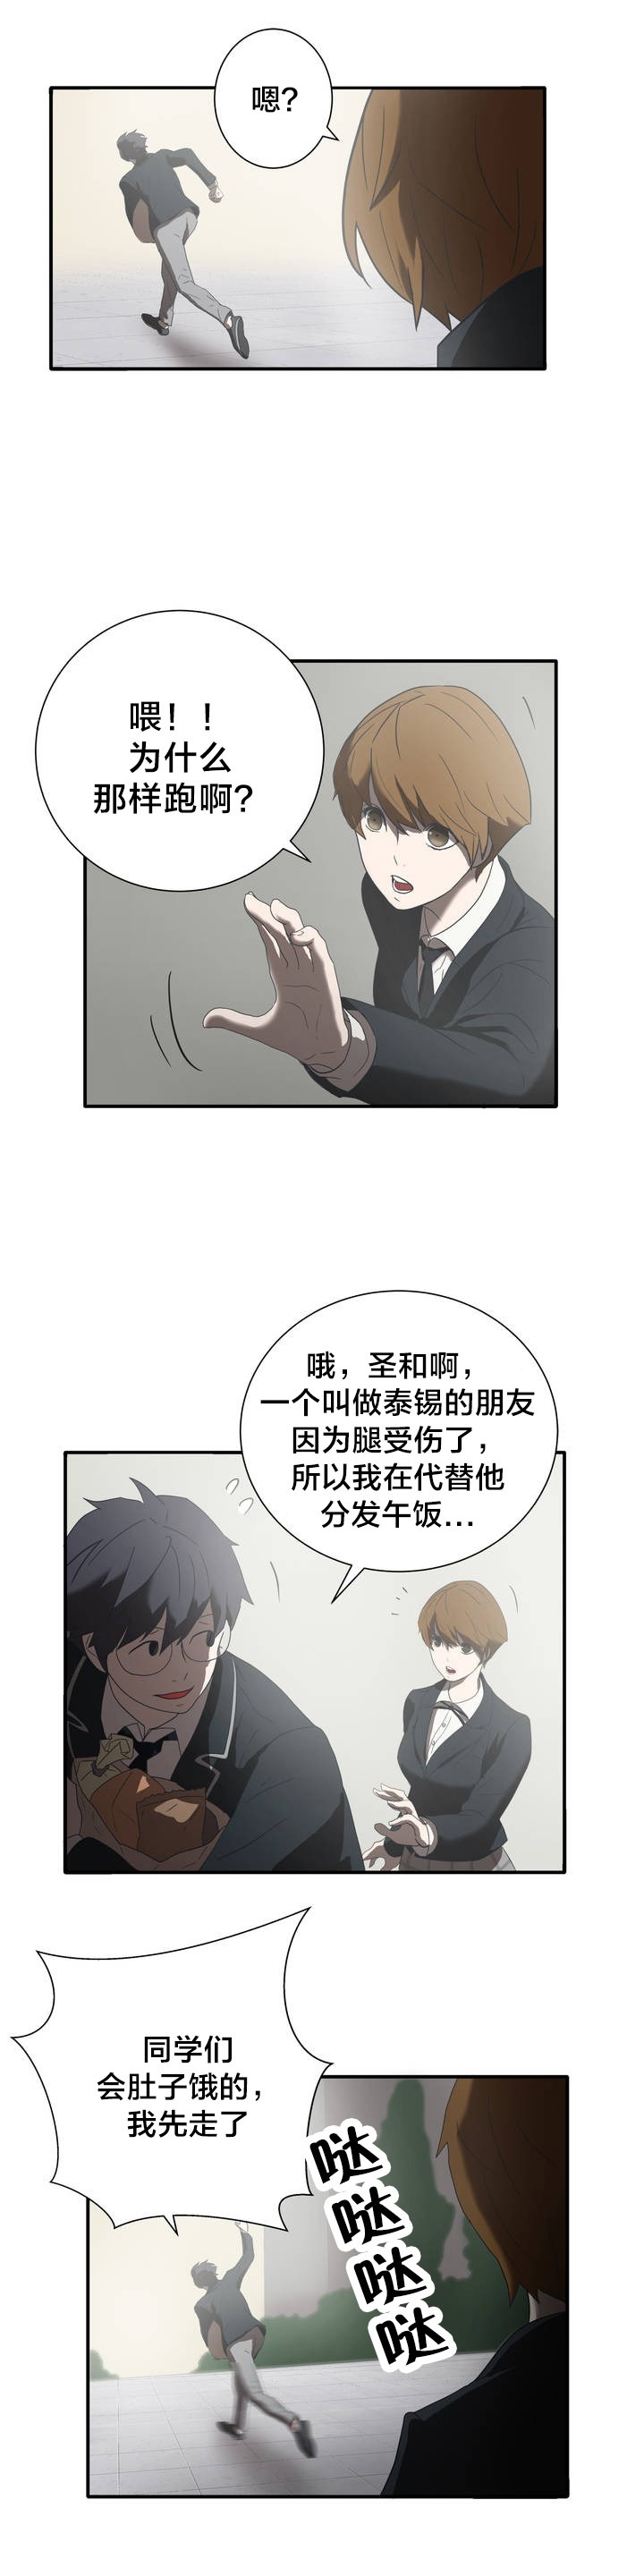 嗯?
喂！！
为什么
那样跑啊?
哦，圣和啊，
一个叫做泰锡的朋友
因为腿受伤了，
所以我在代替他
分发午饭...
同学们
会肚子饿的，
我先走了
哒
哒
哒
哒